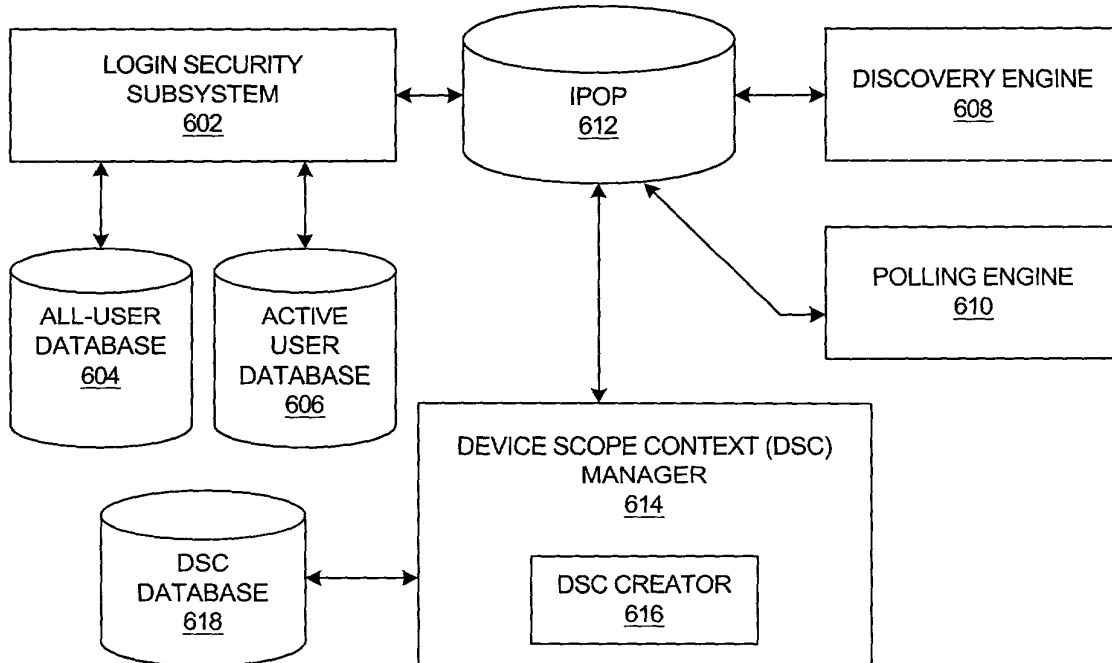 LOGIN SECURITY
SUBSYSTEM
602
IPOP
612
DISCOVERY ENGINE
608
ALL-USER
DATABASE
604
ACTIVE
USER
DATABASE
606
POLLING ENGINE
610
DEVICE SCOPE CONTEXT (DSC)
MANAGER
614
DSC
DATABASE
618
DSC CREATOR
616